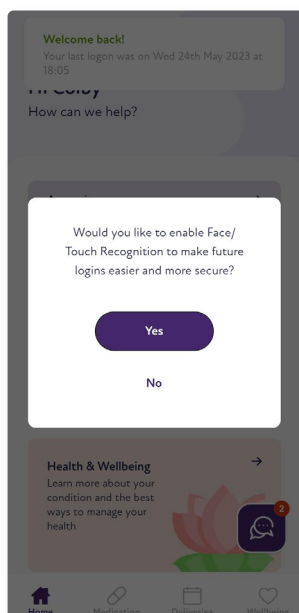 Welcome back!
Your last logon was on Wed 24th May 2023 at
18:05
Hi Colby
How can we help?
Would you like to enable Face/
Touch Recognition to make future
logins easier and more secure?
Yes
No
Health & Wellbeing
Learn more about your
condition and the best
ways to manage your
health
2
Home
Medication
Deliveries
Wellbeing